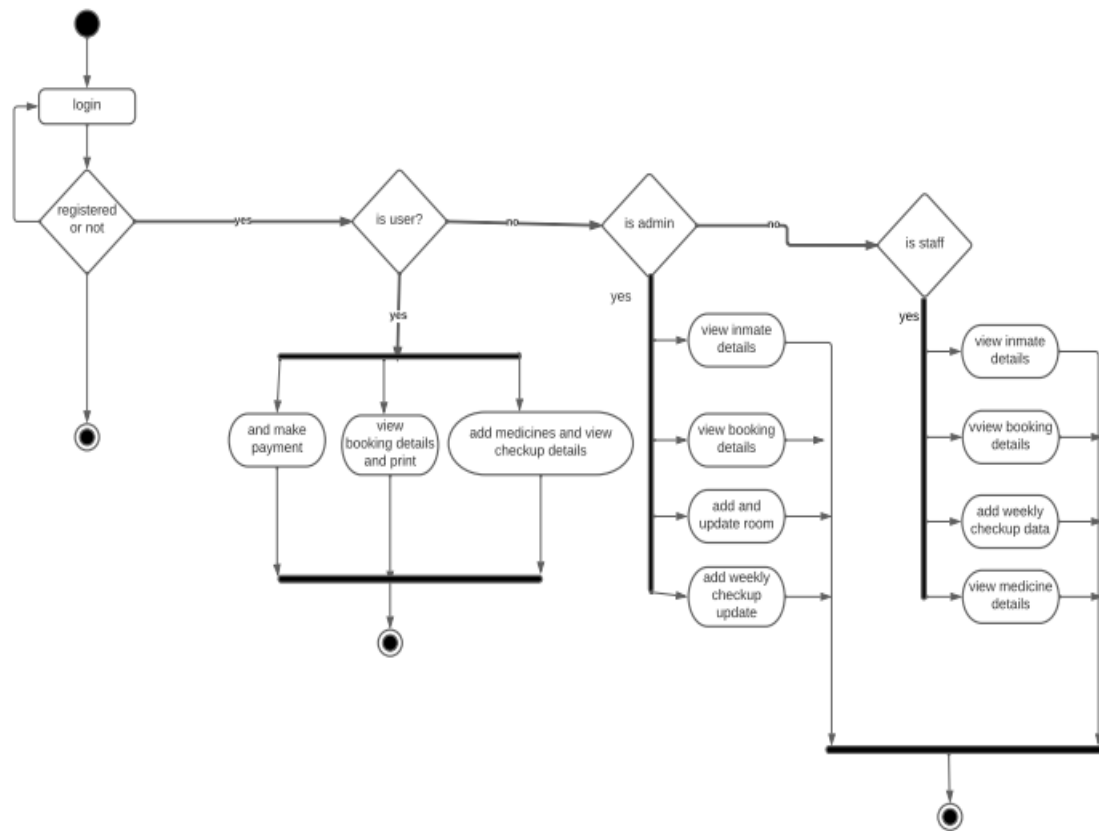 login
registered
or not
yes
is user?
no
is admin
no
is staff
yes
yes
yes
and make
payment
view
booking details
and print
add medicines and view
checkup details
view inmate
details
view booking
details
add and
update room
add weekly
checkup
update
view inmate
details
vview booking
details
add weekly
checkup data
view medicine
details